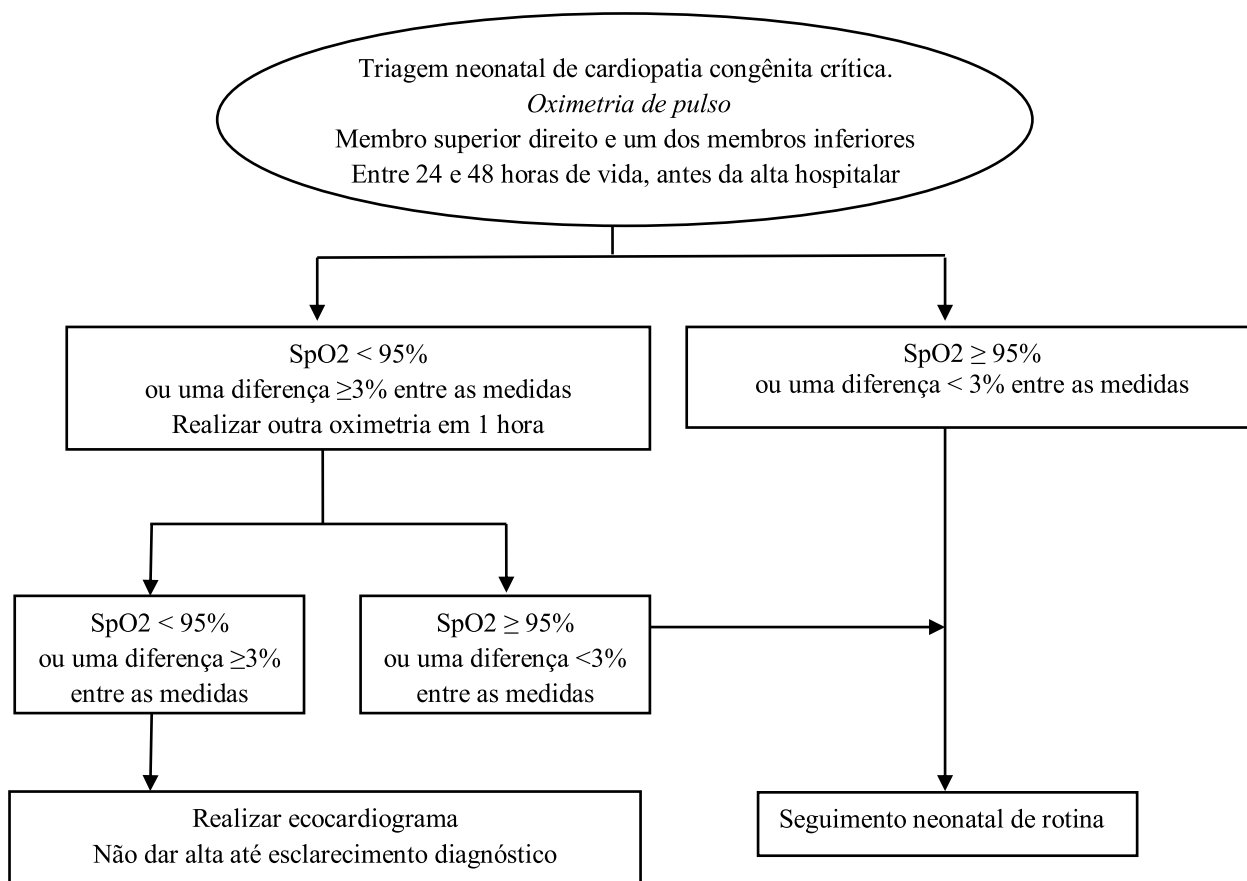 Triagem neonatal de cardiopatia congênita crítica.
Oximetria de pulso
Membro superior direito e um dos membros inferiores
Entre 24 e 48 horas de vida, antes da alta hospitalar
SpO2 < 95%
ou uma diferença ≥3% entre as medidas
Realizar outra oximetria em 1 hora
SpO2 ≥ 95%
ou uma diferença < 3% entre as medidas
SpO2 < 95%
ou uma diferença ≥3%
entre as medidas
SpO2 ≥ 95%
ou uma diferença <3%
entre as medidas
Realizar ecocardiograma
Não dar alta até esclarecimento diagnóstico
Seguimento neonatal de rotina